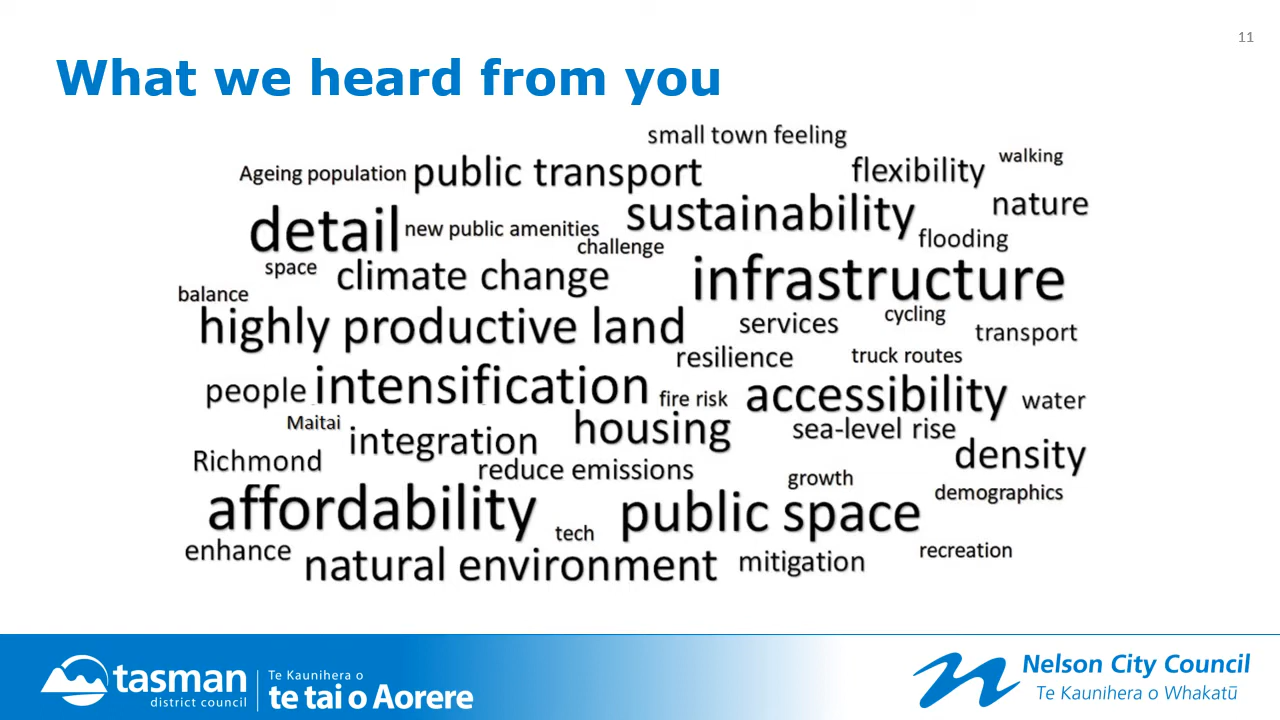 11
What we heard from you
small town feeling
Ageing population public transport flexibility walking
detail new public amenities sustainability nature
challenge flooding
space climate change infrastructure
balance
highly productive land services cycling transport
resilience truck routes
people intensification fire risk accessibility water
Maitai integration housing sea-level rise
Richmond reduce emissions density
growth demographics
affordability tech public space
enhance natural environment mitigation recreation
tasman
district council
Te Kaunihera o
te tai o Aorere
Nelson City Council
Te Kaunihera o Whakatū